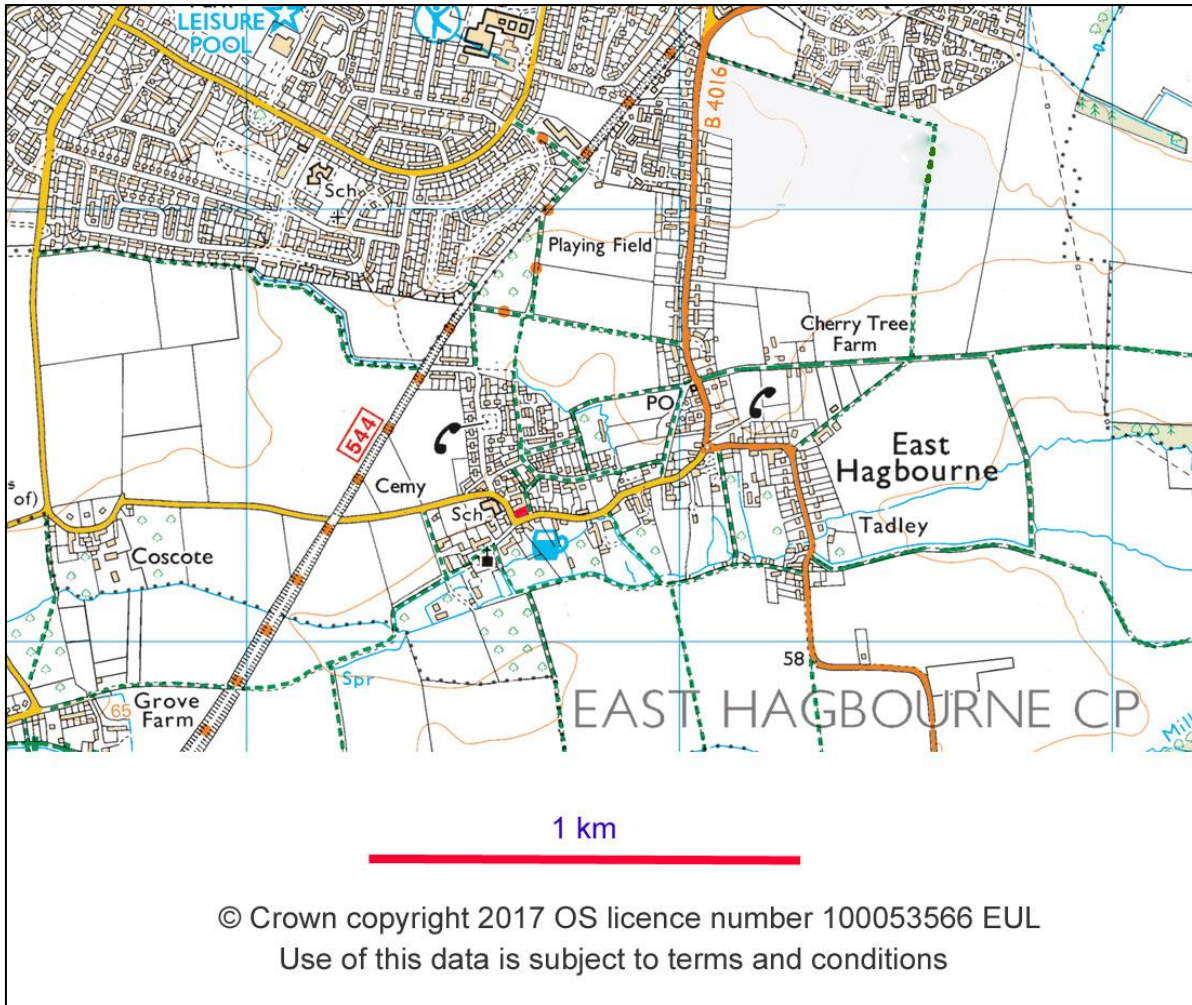 LEISURE
POOL
B 4016
Sch
Playing Field
Cherry Tree
Farm
PO
544
East
Hagbourne
Cemy
s
of)
Sch
Tadley
Coscote
58
Spr
EAST HAGBOURNE CP
Grove
Farm
65
Mill
1 km
© Crown copyright 2017 OS licence number 100053566 EUL
Use of this data is subject to terms and conditions